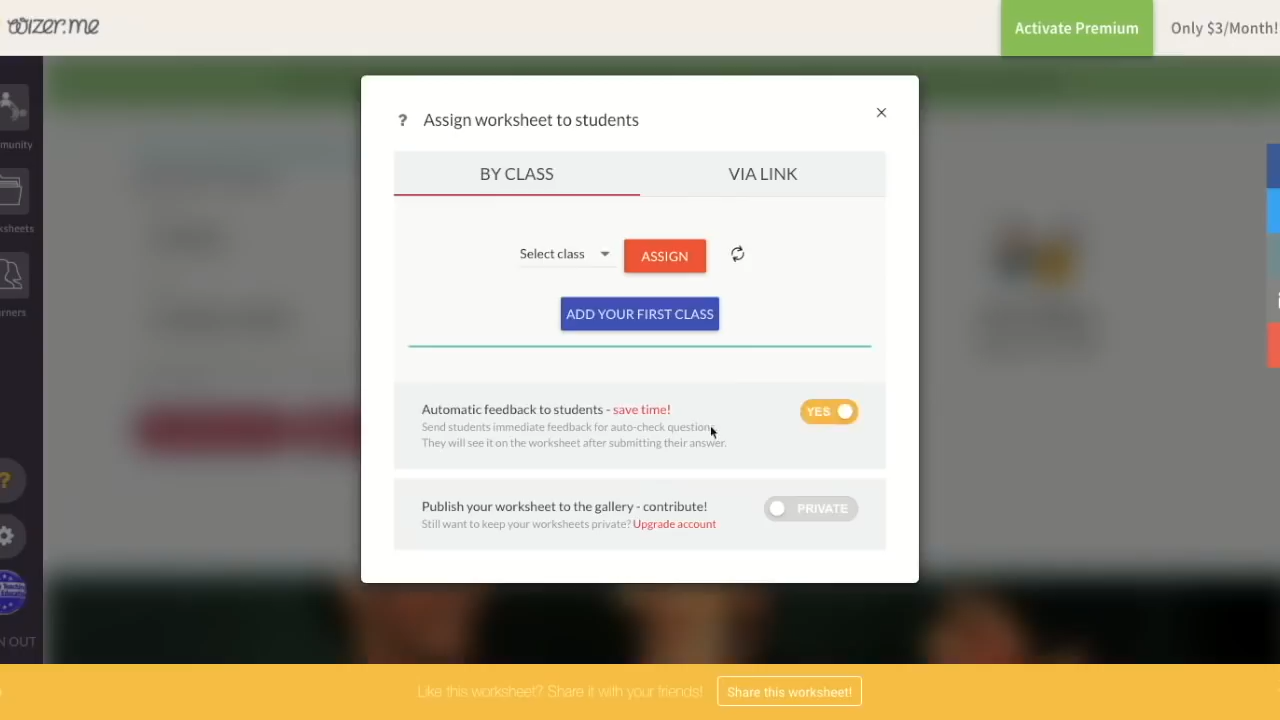 wizer.me
Activate Premium
Only $3/Month!
? Assign worksheet to students
BY CLASS
VIA LINK
Select class
ASSIGN
ADD YOUR FIRST CLASS
Automatic feedback to students - save time!
YES
Send students immediate feedback for auto-check question
They will see it on the worksheet after submitting their answer.
Publish your worksheet to the gallery - contribute!
PRIVATE
Still want to keep your worksheets private? Upgrade account
munity
ksheets
rners
?
N OUT
Like this worksheet? Share it with your friends!
Share this worksheet!